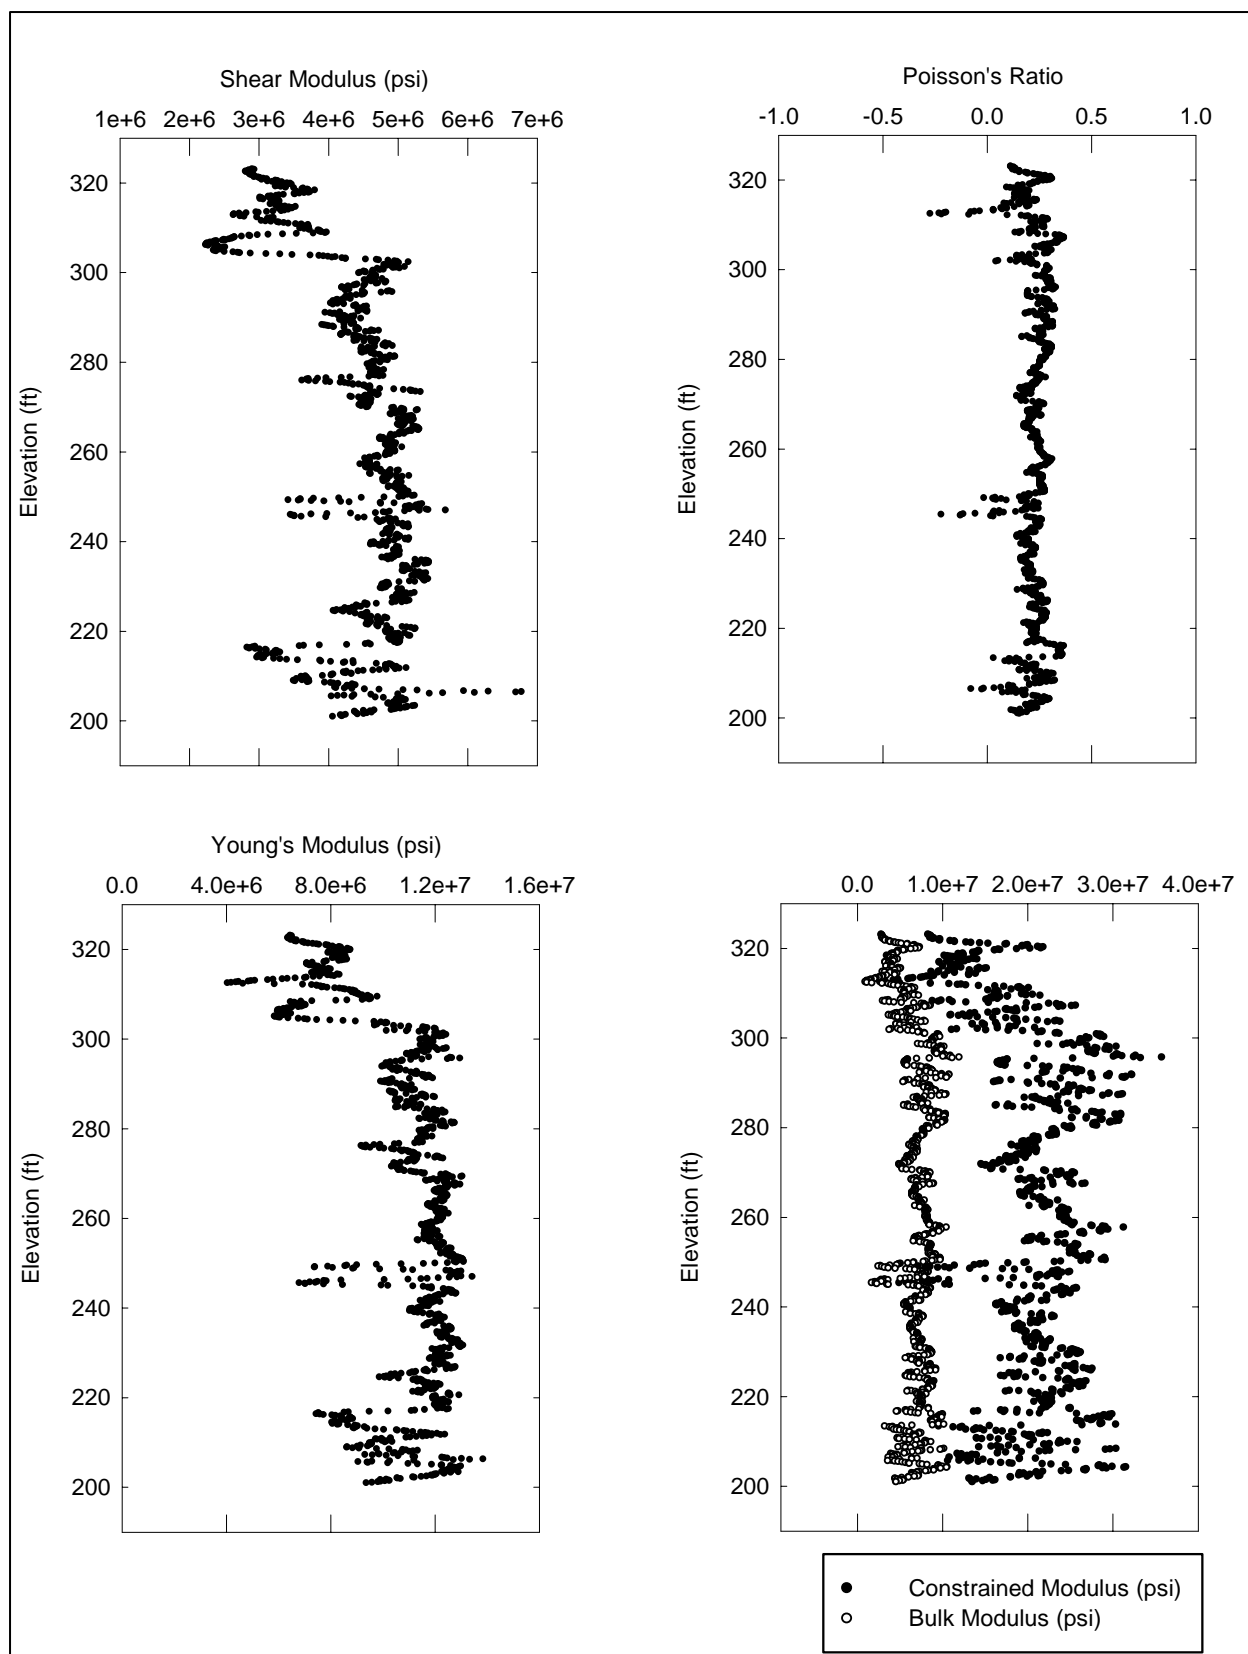 Shear Modulus (psi)
1e+6 2e+6 3e+6 4e+6 5e+6 6e+6 7e+6
Elevation (ft)
320
300
280
260
240
220
200
Poisson's Ratio
-1.0 -0.5 0.0 0.5 1.0
Elevation (ft)
320
300
280
260
240
220
200
Young's Modulus (psi)
0.0 4.0e+6 8.0e+6 1.2e+7 1.6e+7
Elevation (ft)
320
300
280
260
240
220
200
0.0 1.0e+7 2.0e+7 3.0e+7 4.0e+7
Elevation (ft)
320
300
280
260
240
220
200
Constrained Modulus (psi)
Bulk Modulus (psi)